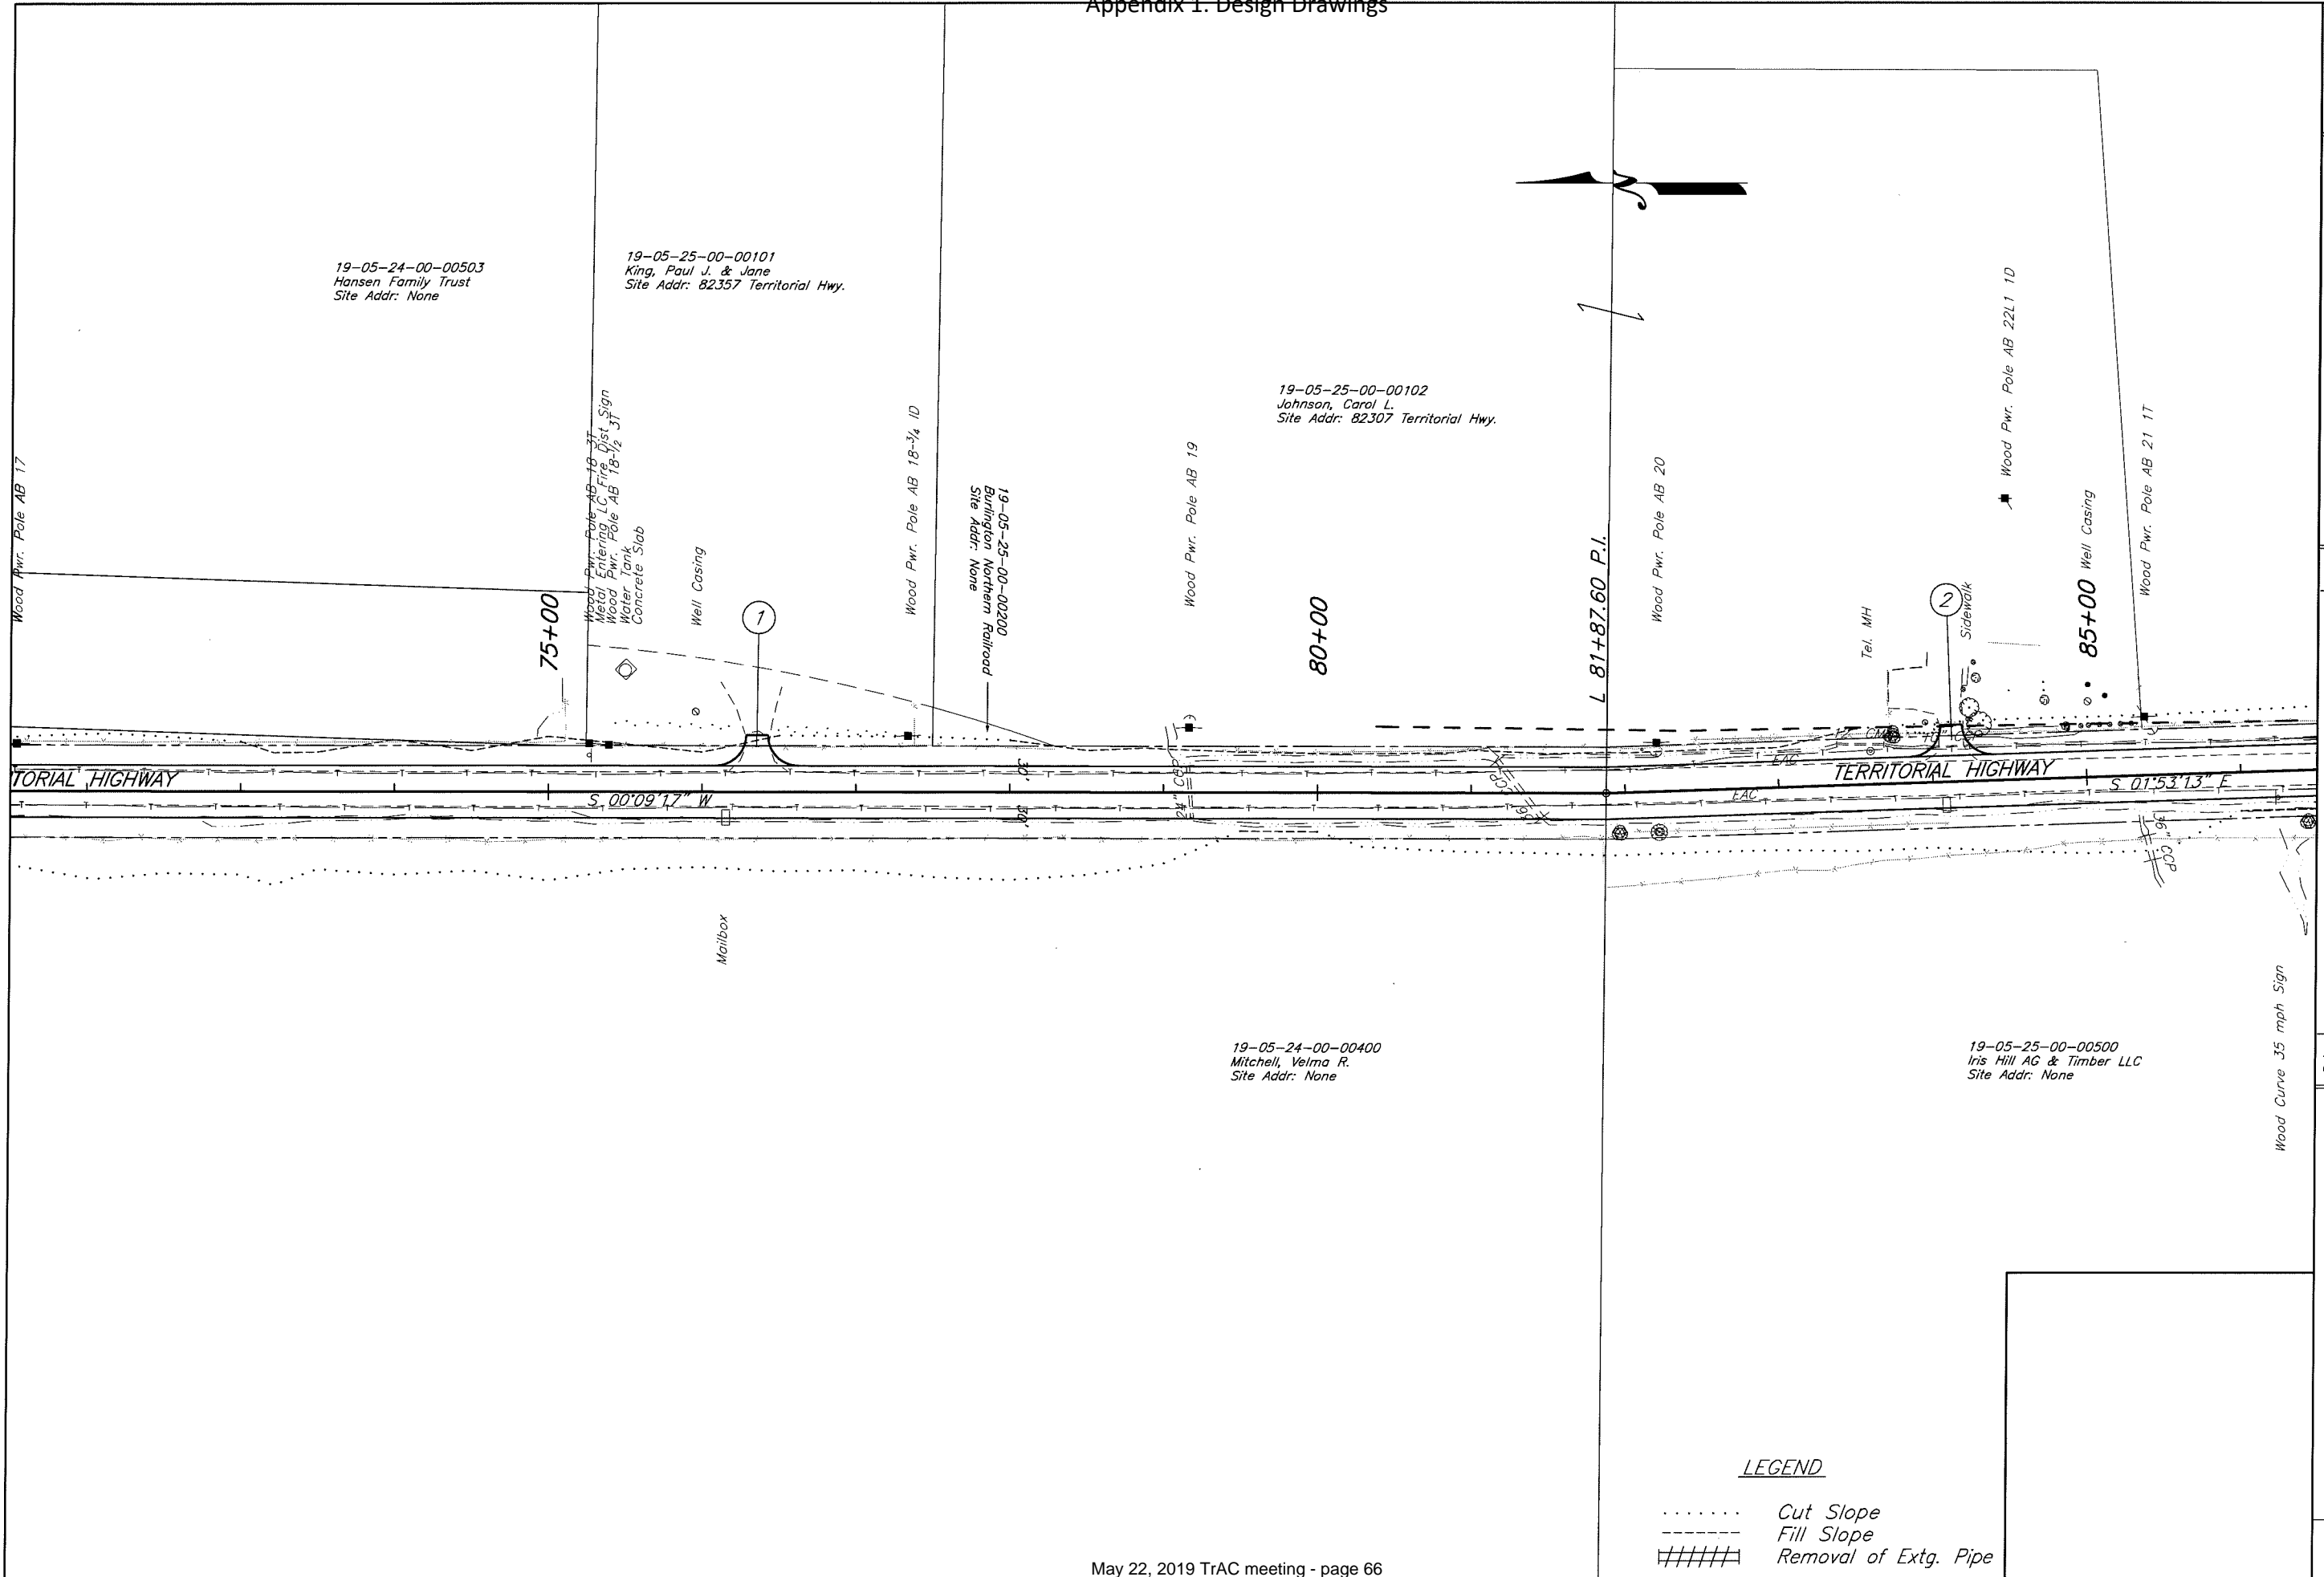 Appendix 1: Design Drawings
19-05-24-00-00503
Hansen Family Trust
Site Addr: None
19-05-25-00-00101
King, Paul J. & Jane
Site Addr: 82357 Territorial Hwy.
19-05-25-00-00102
Johnson, Carol L.
Site Addr: 82307 Territorial Hwy.
19-05-25-00-00200
Burlington Northern Railroad
Site Addr: None
Wood Pwr. Pole AB 17
75+00
Wood Pwr. Pole AB 18 3T
Metal Entering LC Fire Dist Sign
Wood Pwr. Pole AB 18-1/2 3T
Water Tank
Concrete Slab
Well Casing
1
Wood Pwr. Pole AB 18-3/4 1D
Wood Pwr. Pole AB 19
80+00
L 81+87.60 P.I.
Wood Pwr. Pole AB 20
Tel. MH
2
Sidewalk
Wood Pwr. Pole AB 22L1 1D
85+00
Well Casing
Wood Pwr. Pole AB 21 1T
TORIAL HIGHWAY
S 00°09'17" W
30'
30'
24" CCP
36" CCP
EAC
EAC
TERRITORIAL HIGHWAY
S 01°53'13" E
36" CCP
Mailbox
Wood Curve 35 mph Sign
19-05-24-00-00400
Mitchell, Velma R.
Site Addr: None
19-05-25-00-00500
Iris Hill AG & Timber LLC
Site Addr: None
LEGEND
Cut Slope
Fill Slope
Removal of Extg. Pipe
May 22, 2019 TrAC meeting - page 66